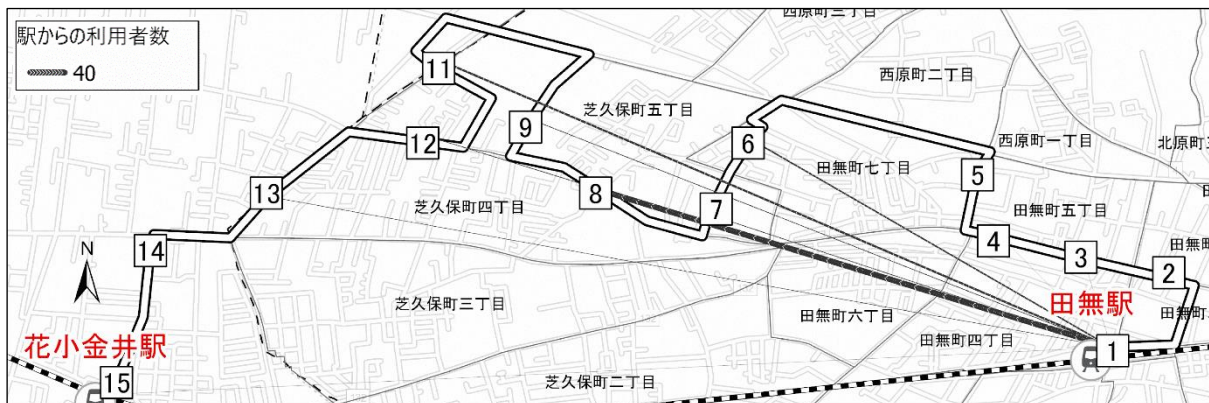 駅からの利用者数
40
西原町三丁目
西原町二丁目
11
芝久保町五丁目
9
6
西原町一丁目
北原町三
12
田無町七丁目
5
8
13
芝久保町四丁目
7
田無町五丁目
4
3
2
田無町
14
N
芝久保町三丁目
田無町六丁目
田無駅
田無町
花小金井駅
田無町四丁目
1
15
芝久保町二丁目